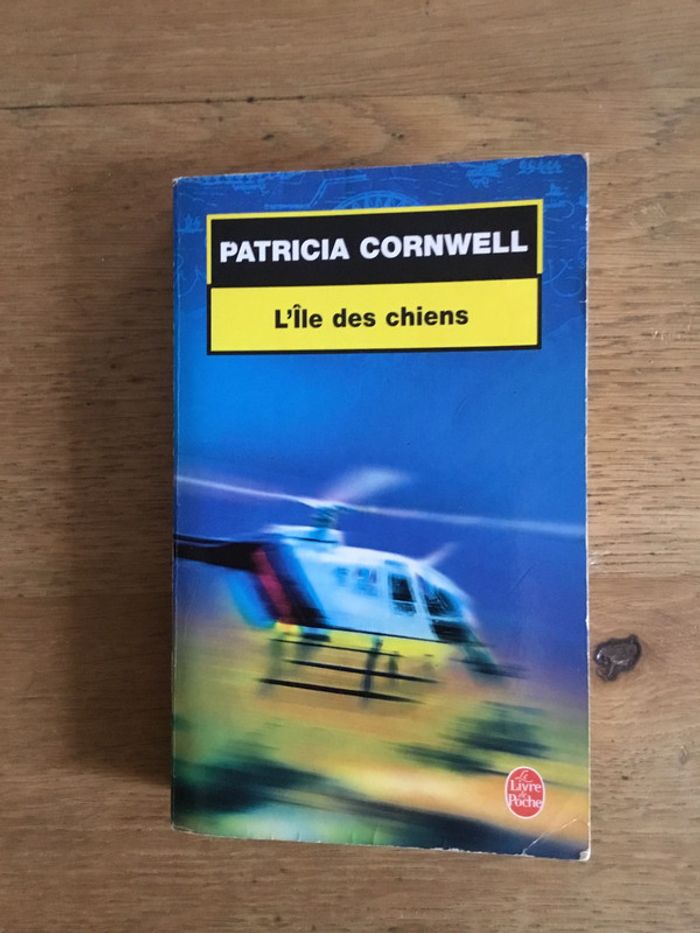 PATRICIA CORNWELL
L'Île des chiens
Le
Livre
de
Poche